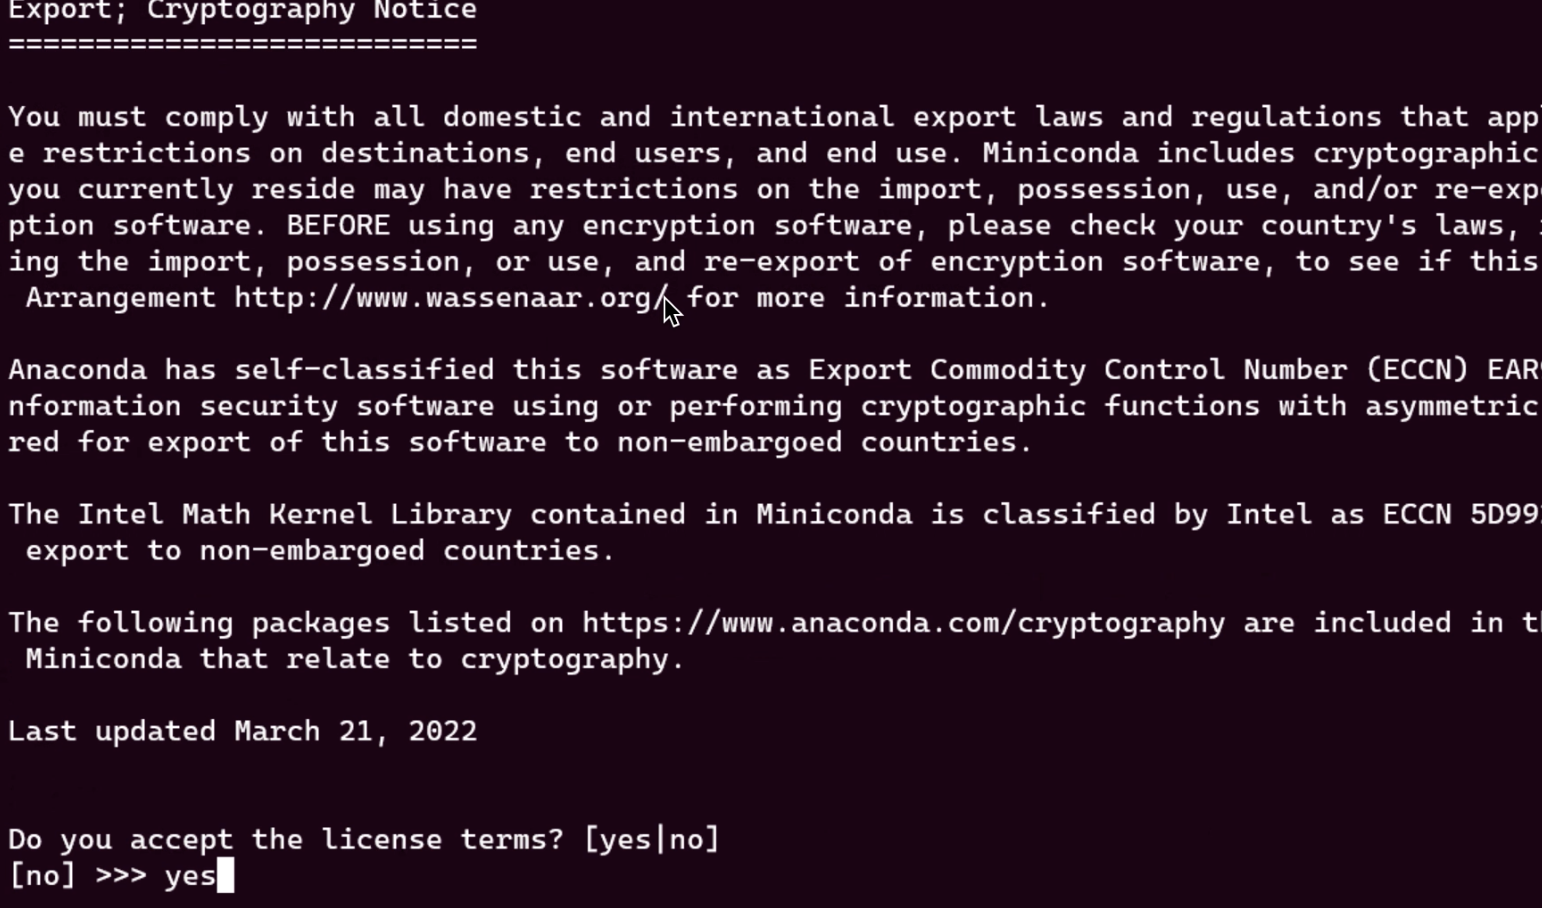 Export; Cryptography Notice
===========================
You must comply with all domestic and international export laws and regulations that
e restrictions on destinations, end users, and end use. Miniconda includes cryptographic
you currently reside may have restrictions on the import, possession, use, and/or
ption software. BEFORE using any encryption software, please check your country's laws,
ing the import, possession, or use, and re-export of encryption software, to see if this
Arrangement http://www.wassenaar.org/ for more information.
Anaconda has self-classified this software as Export Commodity Control Number (ECCN)
nformation security software using or performing cryptographic functions with asymmetric
red for export of this software to non-embargoed countries.
The Intel Math Kernel Library contained in Miniconda is classified by Intel as ECCN
export to non-embargoed countries.
The following packages listed on https://www.anaconda.com/cryptography are included in
Miniconda that relate to cryptography.
Last updated March 21, 2022
Do you accept the license terms? [yes|no]
[no] >>> yes